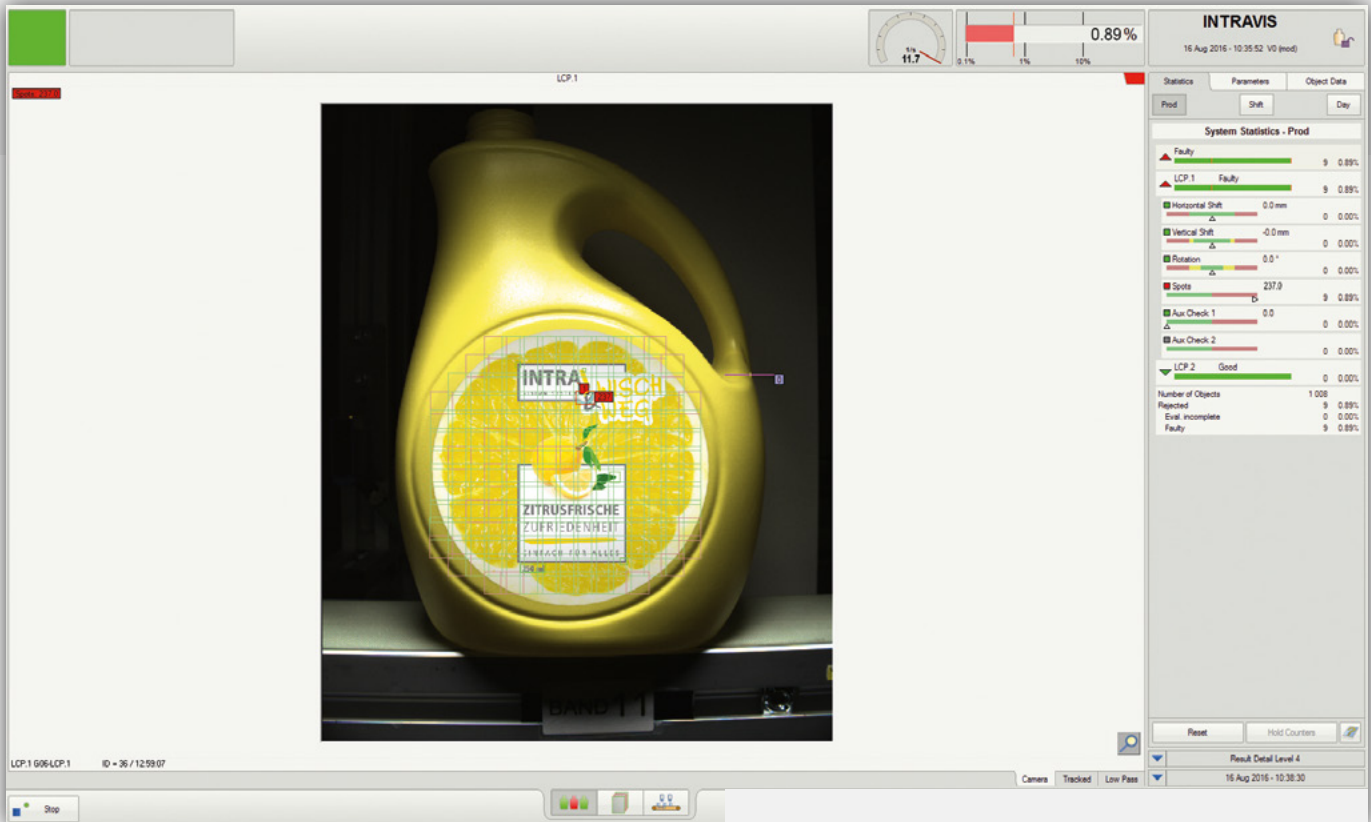 0.89%
1/s
11.7
0.1%
1%
10%
INTRAVIS
16 Aug 2016 - 10:35:52 V0 (mod)
LCP.1
Spots 237.0
Statistics
Parameters
Object Data
Prod
Shift
Day
System Statistics - Prod
Faulty
9 0.89%
LCP.1 Faulty
9 0.89%
Horizontal Shift 0.0 mm
0 0.00%
Vertical Shift -0.0 mm
0 0.00%
Rotation 0.0 °
0 0.00%
Spots 237.0
9 0.89%
Aux Check 1 0.0
0 0.00%
Aux Check 2
0 0.00%
LCP.2 Good
0 0.00%
Number of Objects 1 008
Rejected 9 0.89%
Eval. incomplete 0 0.00%
Faulty 9 0.89%
INTRA
WISCH
WEG
ZITRUSFRISCHE
ZUFRIEDENHEIT
EINFACH FÜR ALLES
250 ml
BAND 11
Reset
Hold Counters
Result Detail Level 4
16 Aug 2016 - 10:38:30
LCP.1 G06-LCP.1 ID = 36 / 12:59:07
Camera
Tracked
Low Pass
Stop